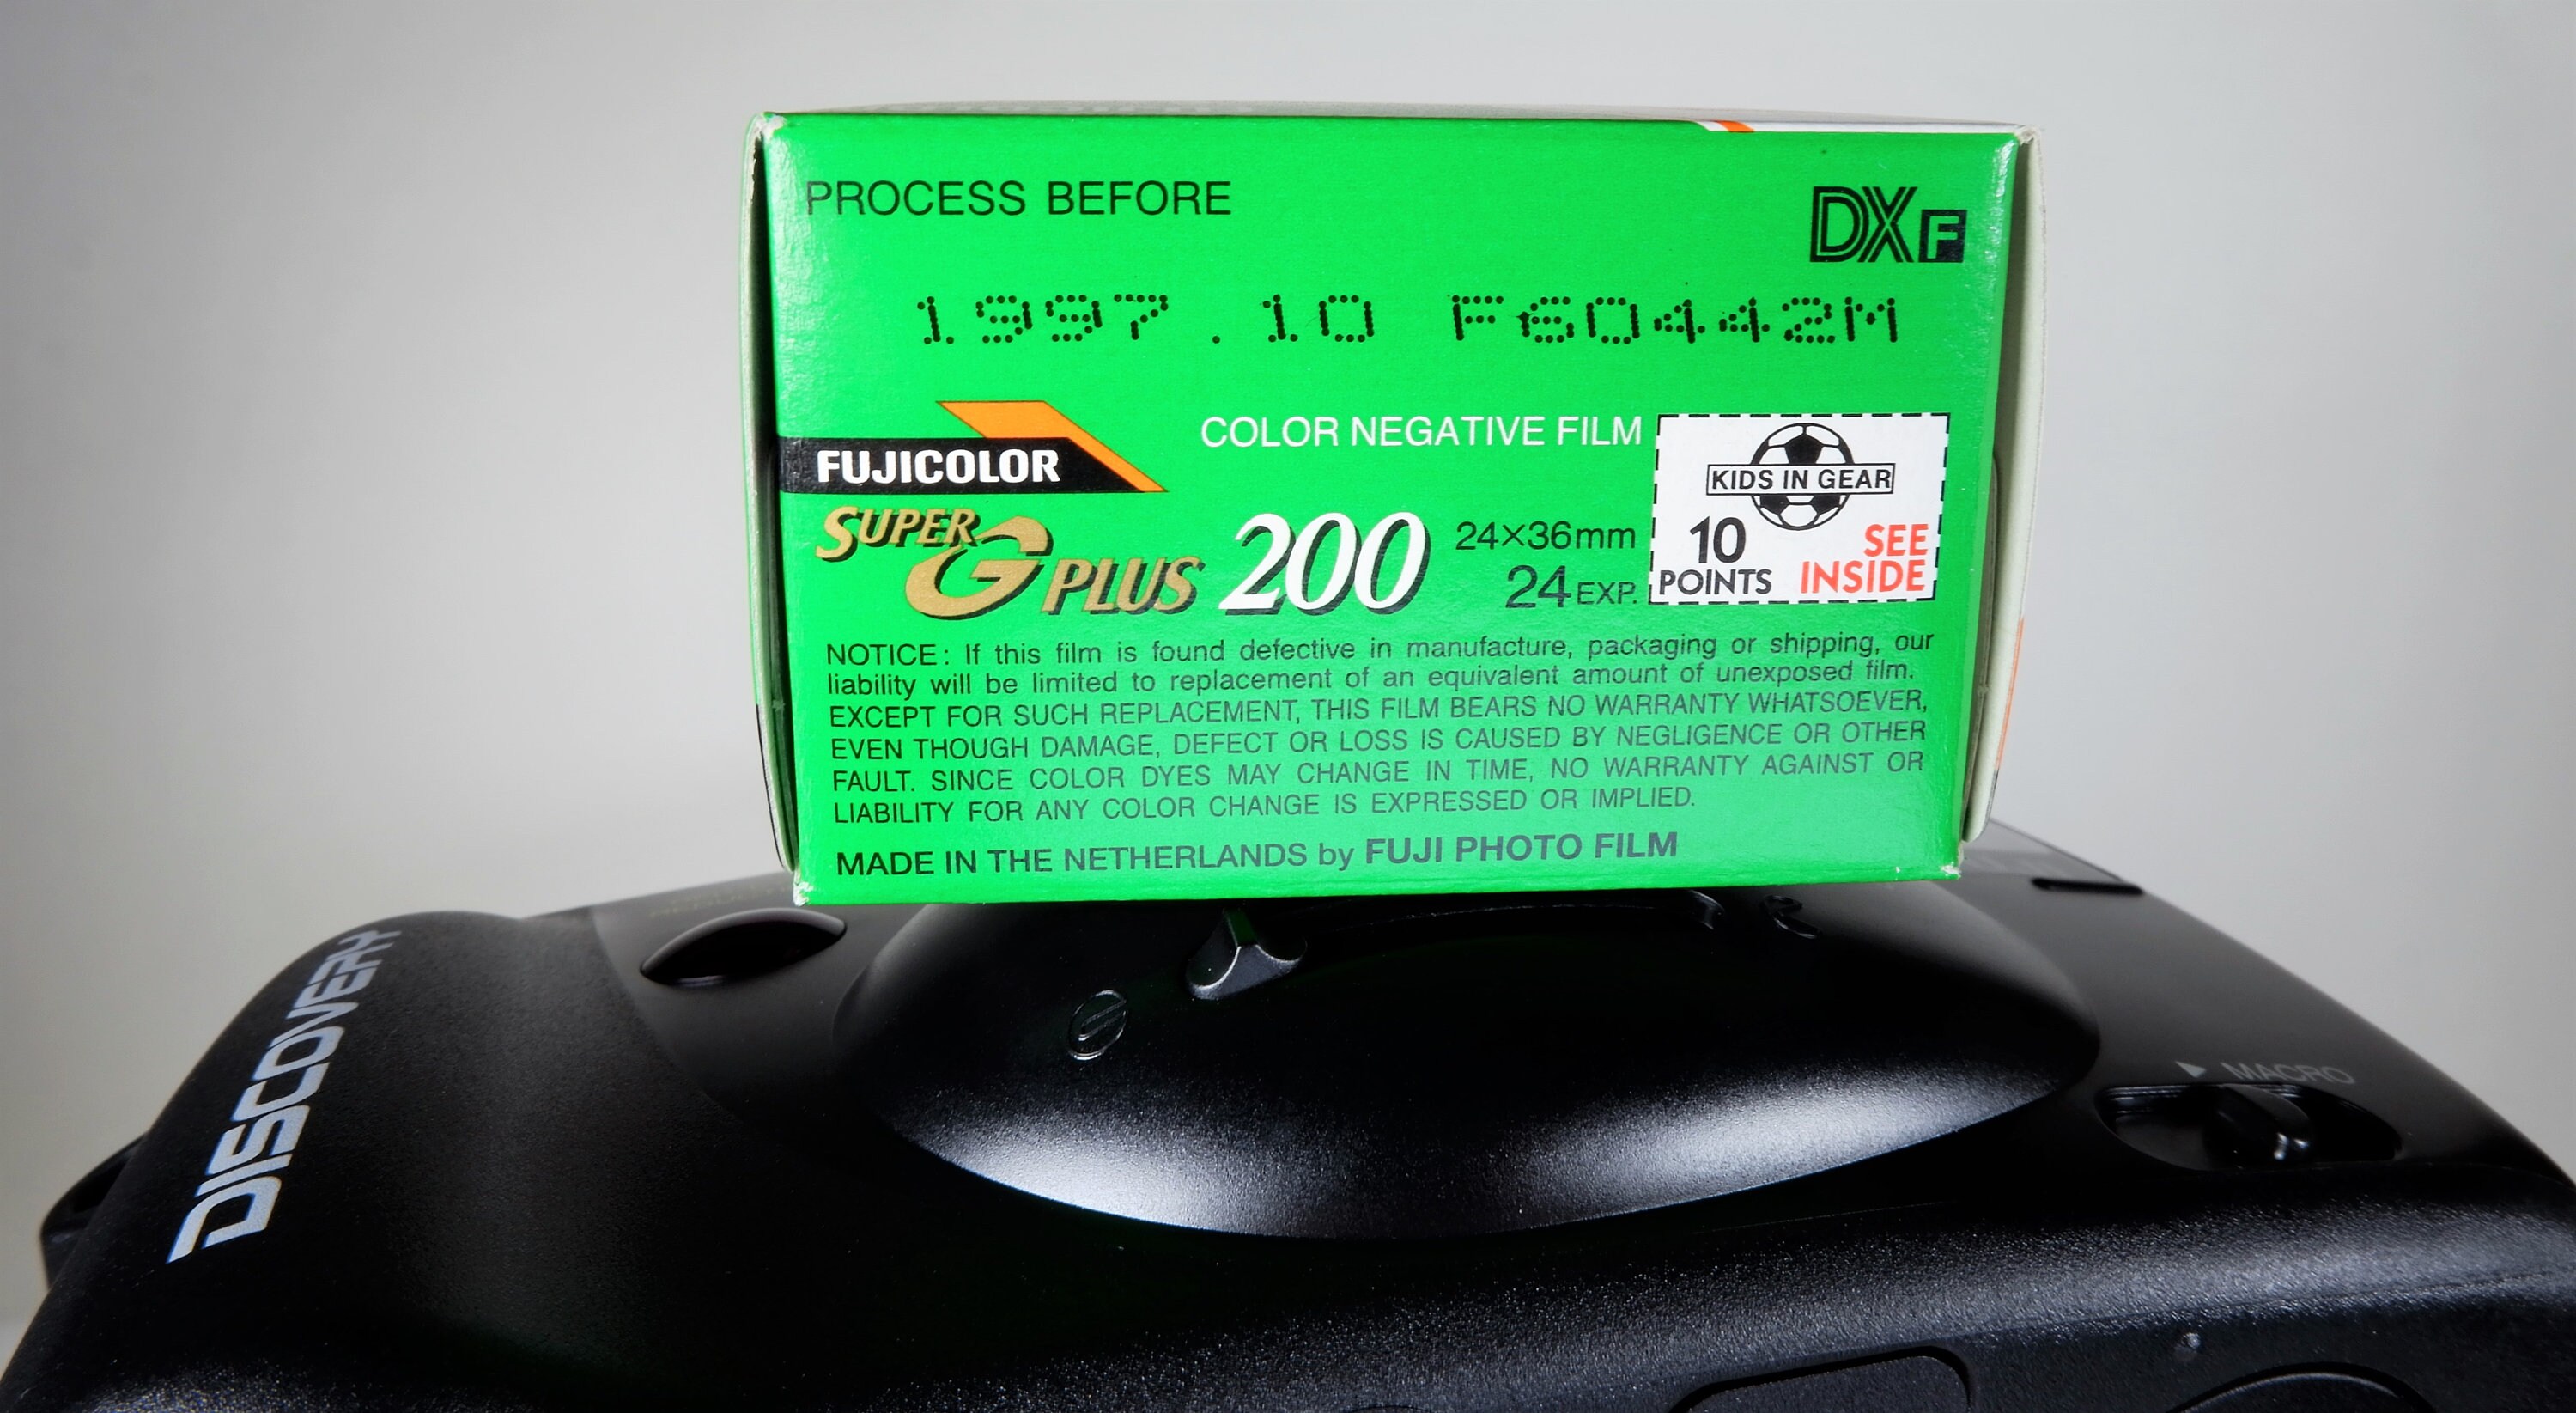 PROCESS BEFORE
DXF
1997.10 F60442M
COLOR NEGATIVE FILM
FUJICOLOR
SUPER G PLUS 200
24×36mm
24 EXP.
KIDS IN GEAR
10 POINTS
SEE INSIDE
NOTICE: If this film is found defective in manufacture, packaging or shipping, our
liability will be limited to replacement of an equivalent amount of unexposed film.
EXCEPT FOR SUCH REPLACEMENT, THIS FILM BEARS NO WARRANTY WHATSOEVER,
EVEN THOUGH DAMAGE, DEFECT OR LOSS IS CAUSED BY NEGLIGENCE OR OTHER
FAULT. SINCE COLOR DYES MAY CHANGE IN TIME, NO WARRANTY AGAINST OR
LIABILITY FOR ANY COLOR CHANGE IS EXPRESSED OR IMPLIED.
MADE IN THE NETHERLANDS by FUJI PHOTO FILM
DISCOVERY
MACRO